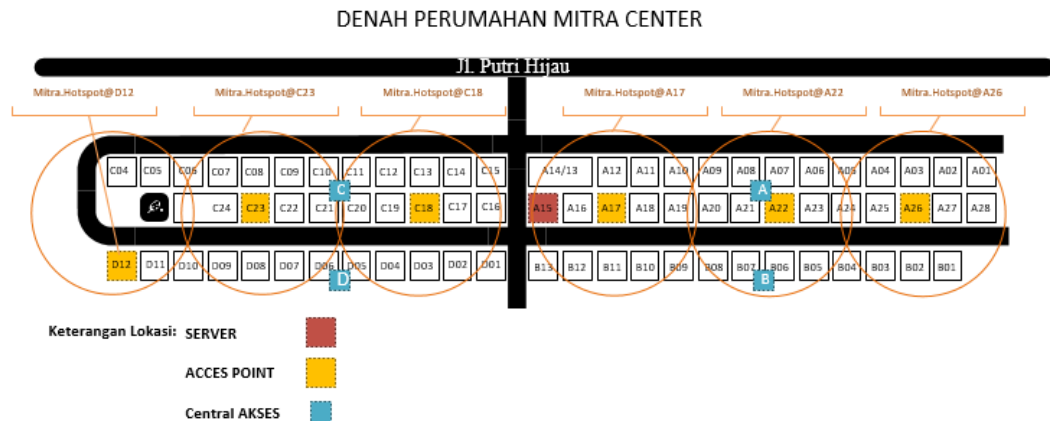 DENAH PERUMAHAN MITRA CENTER
Jl. Putri Hijau
Mitra.Hotspot@D12 Mitra.Hotspot@C23 Mitra.Hotspot@C18 Mitra.Hotspot@A17 Mitra.Hotspot@A22 Mitra.Hotspot@A26
C04 C05 C06 C07 C08 C09 C10 C11 C12 C13 C14 C15 A14/13 A12 A11 A10 A09 A08 A07 A06 A05 A04 A03 A02 A01
C A
C24 C23 C22 C21 C20 C19 C18 C17 C16 A15 A16 A17 A18 A19 A20 A21 A22 A23 A24 A25 A26 A27 A28
D12 D11 D10 D09 D08 D07 D06 D05 D04 D03 D02 D01 B13 B12 B11 B10 B09 B08 B07 B06 B05 B04 B03 B02 B01
D B
Keterangan Lokasi: SERVER
ACCES POINT
Central AKSES